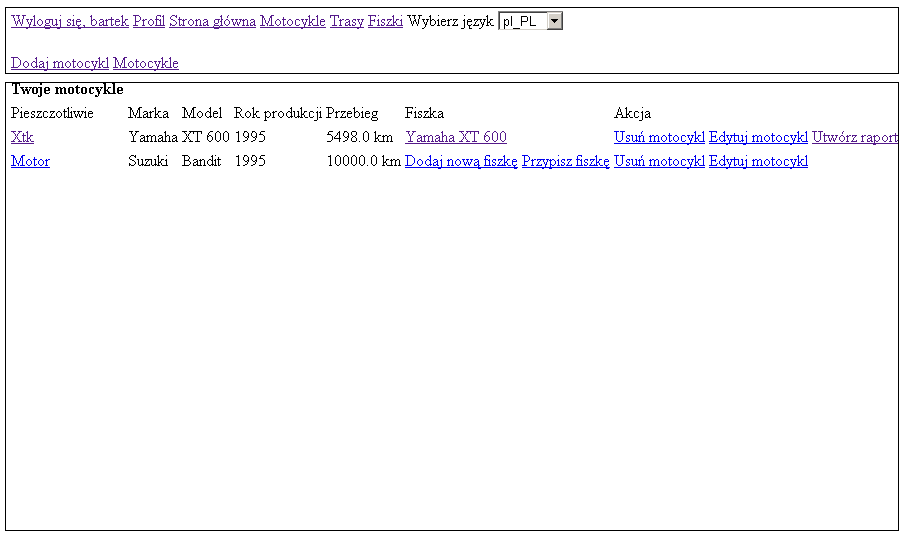 Wyloguj się, bartek Profil Strona główna Motocykle Trasy Fiszki Wybierz język pl_PL
Dodaj motocykl Motocykle
Twoje motocykle
Pieszczotliwie Marka Model Rok produkcji Przebieg Fiszka Akcja
Xtk Yamaha XT 600 1995 5498.0 km Yamaha XT 600 Usuń motocykl Edytuj motocykl Utwórz raport
Motor Suzuki Bandit 1995 10000.0 km Dodaj nową fiszkę Przypisz fiszkę Usuń motocykl Edytuj motocykl